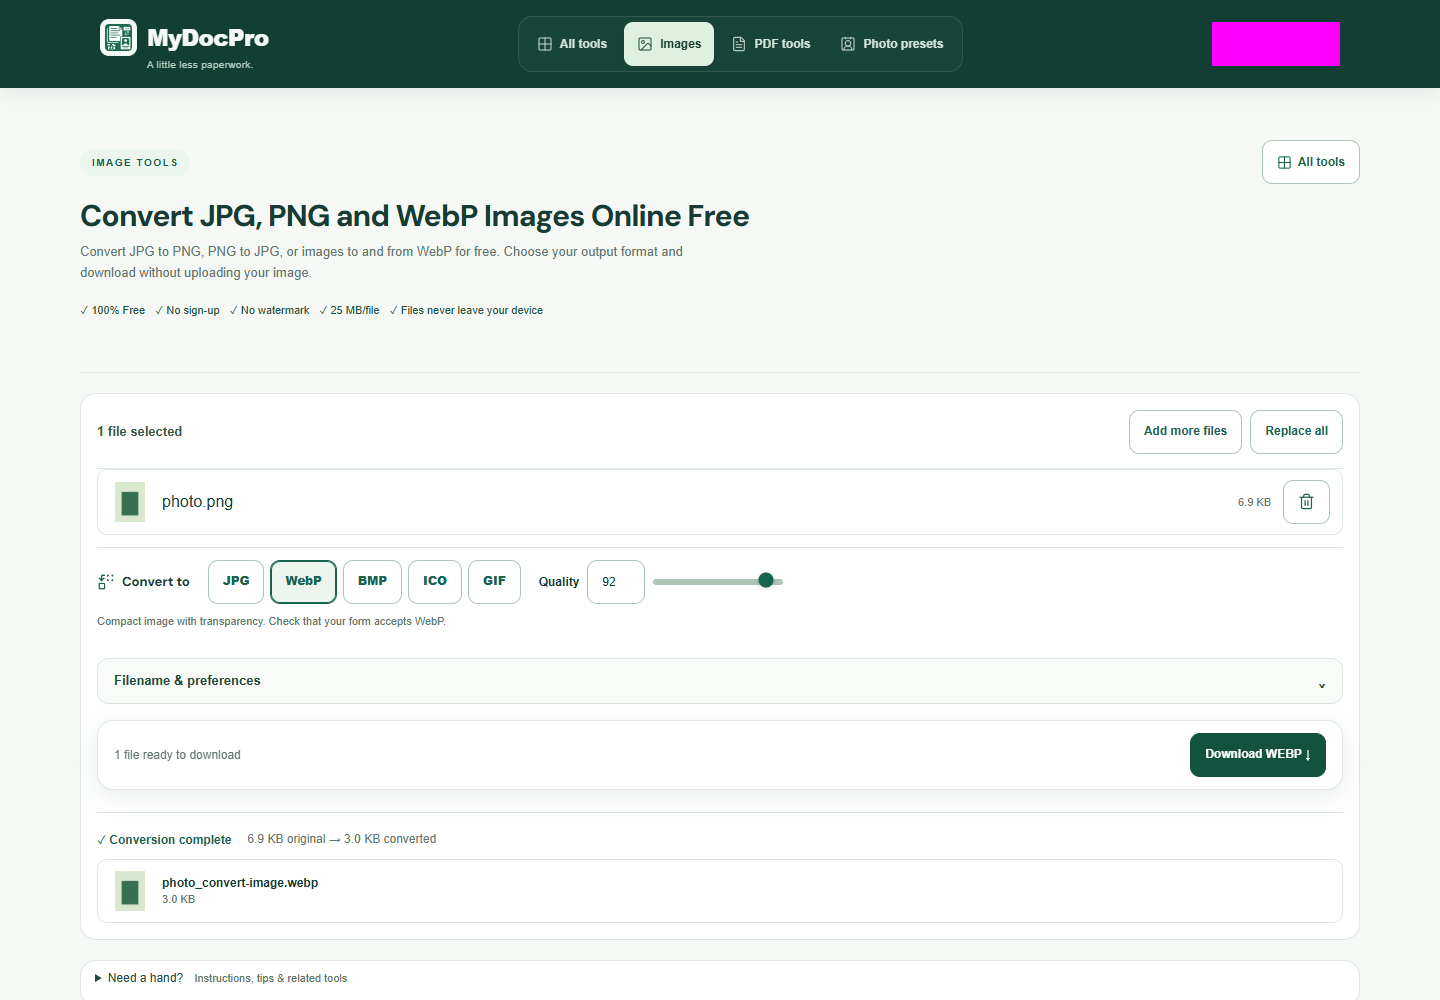 MyDocPro
A little less paperwork.
All tools
Images
PDF tools
Photo presets
IMAGE TOOLS
All tools
Convert JPG, PNG and WebP Images Online Free
Convert JPG to PNG, PNG to JPG, or images to and from WebP for free. Choose your output format and
download without uploading your image.
✓ 100% Free ✓ No sign-up ✓ No watermark ✓ 25 MB/file ✓ Files never leave your device
1 file selected
Add more files
Replace all
photo.png
6.9 KB
Convert to
JPG
WebP
BMP
ICO
GIF
Quality
92
Compact image with transparency. Check that your form accepts WebP.
Filename & preferences
1 file ready to download
Download WEBP ↓
✓ Conversion complete 6.9 KB original → 3.0 KB converted
photo_convert-image.webp
3.0 KB
Need a hand? Instructions, tips & related tools